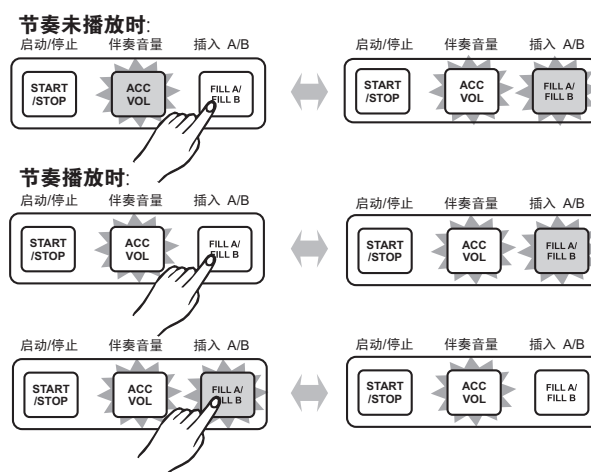 节奏未播放时:
启动/停止 伴奏音量 插入 A/B 启动/停止 伴奏音量 插入 A/B
START ACC FILL A/ START ACC FILL A/
/STOP VOL FILL B /STOP VOL FILL B
节奏播放时:
启动/停止 伴奏音量 插入 A/B 启动/停止 伴奏音量 插入 A/B
START ACC FILL A/ START ACC FILL A/
/STOP VOL FILL B /STOP VOL FILL B
启动/停止 伴奏音量 插入 A/B 启动/停止 伴奏音量 插入 A/B
START ACC FILL A/ START ACC FILL A/
/STOP VOL FILL B /STOP VOL FILL B